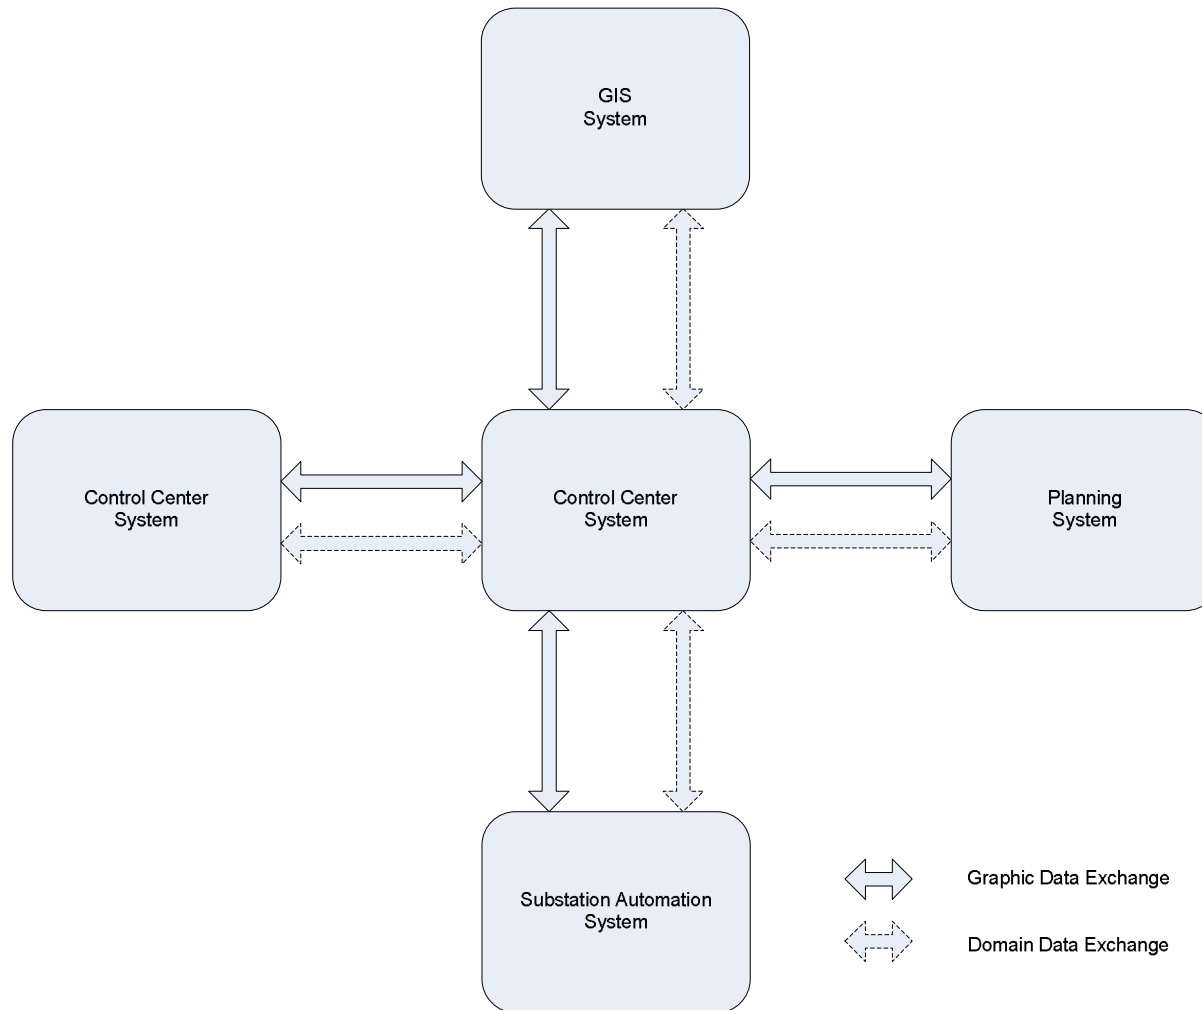 GIS
System
Control Center
System
Control Center
System
Planning
System
Substation Automation
System
Graphic Data Exchange
Domain Data Exchange